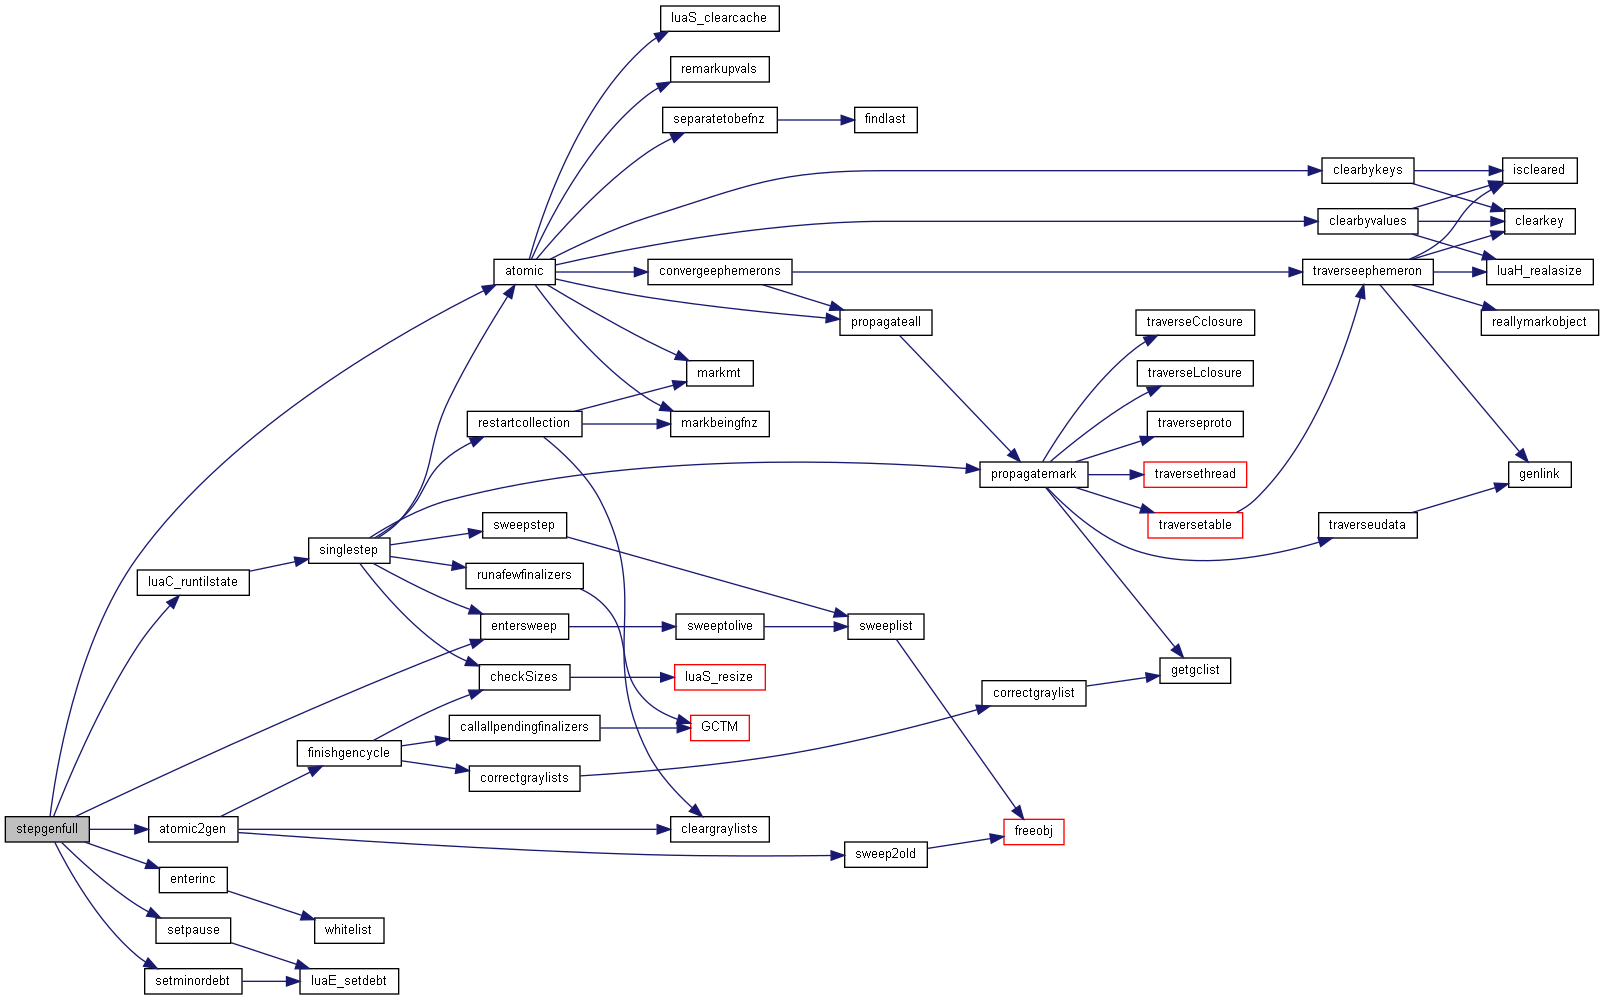 luaS_clearcache
remarkupvals
separatetobefnz
findlast
clearbykeys
iscleared
clearbyvalues
clearkey
atomic
convergeephemerons
traverseephemeron
luaH_realasize
propagateall
traverseCclosure
reallymarkobject
markmt
traverseLclosure
restartcollection
markbeingfnz
traverseproto
propagatemark
traversethread
genlink
sweepstep
traversetable
traverseudata
singlestep
luaC_runtilstate
runafewfinalizers
entersweep
sweeptolive
sweeplist
checkSizes
luaS_resize
getgclist
correctgraylist
callallpendingfinalizers
GCTM
finishgencycle
correctgraylists
stepgenfull
atomic2gen
cleargraylists
freeobj
sweep2old
enterinc
setpause
whitelist
setminordebt
luaE_setdebt